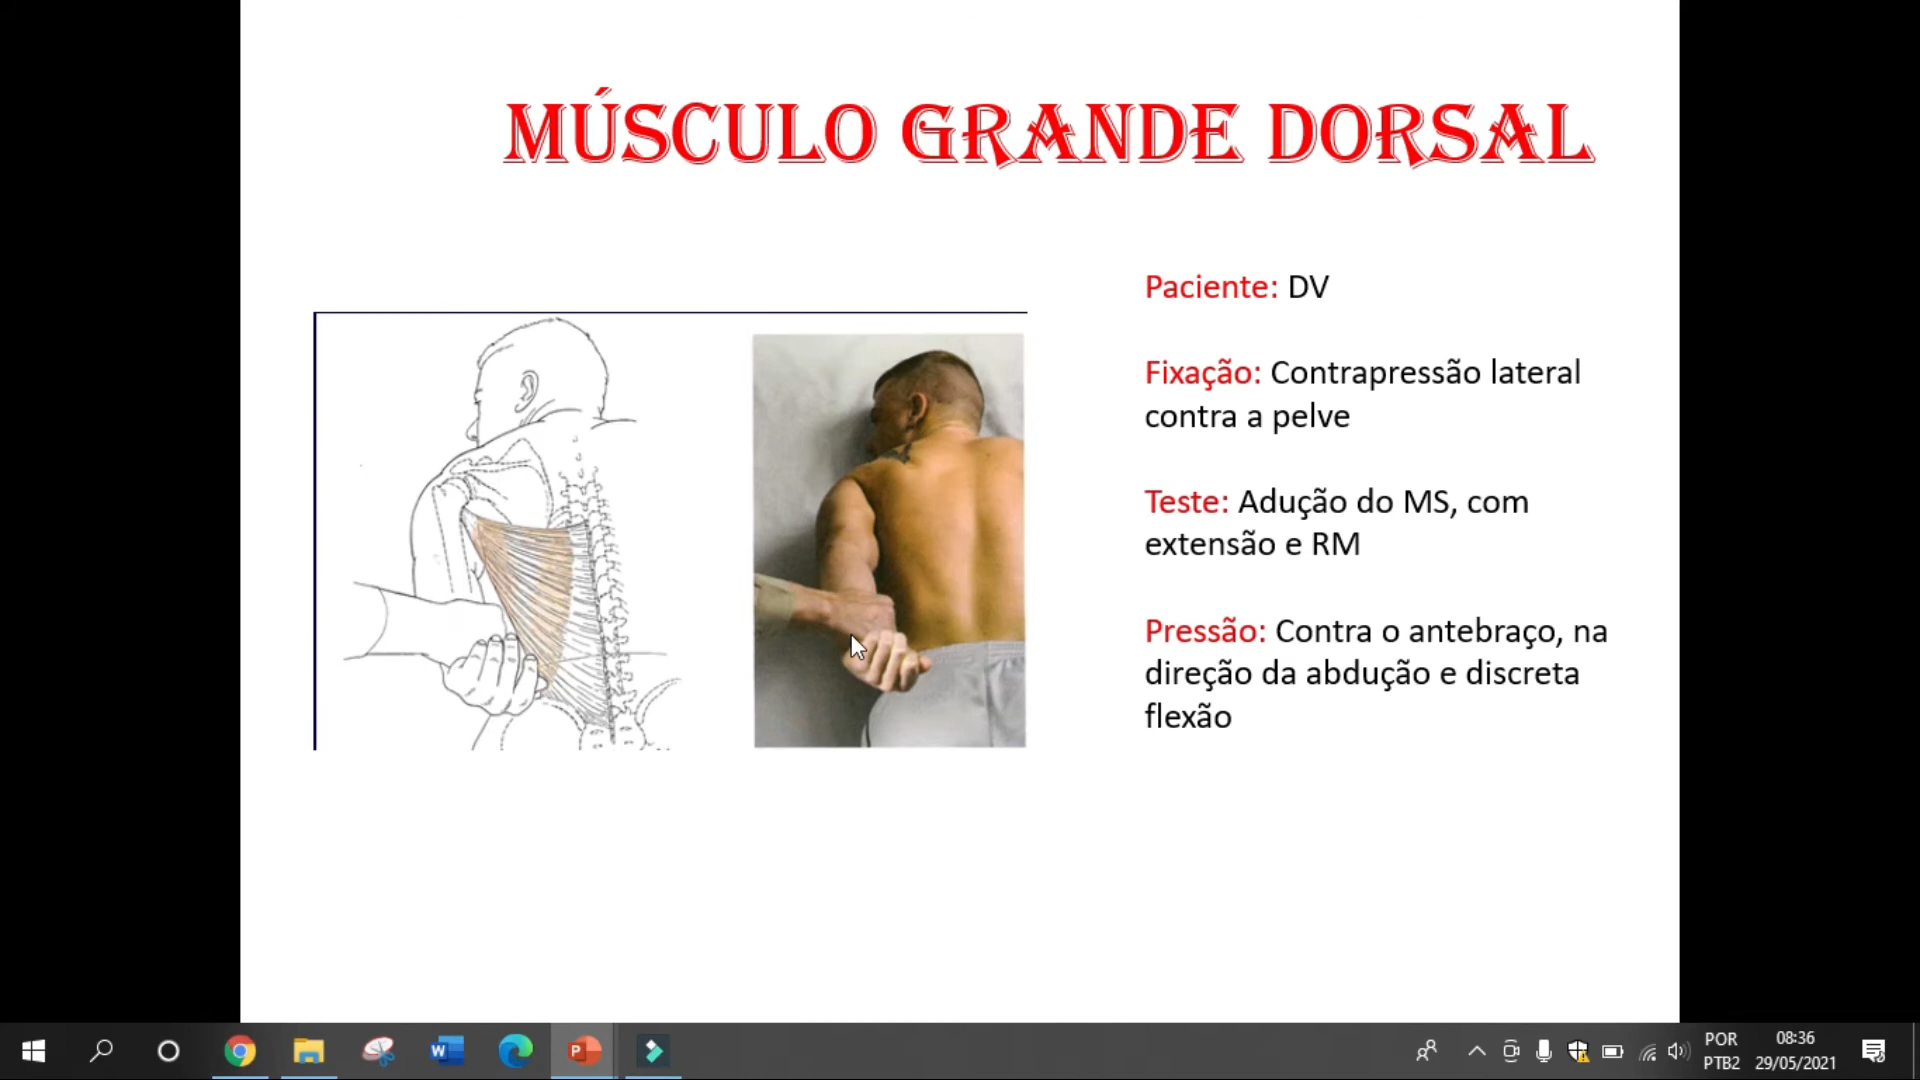 MÚSCULO GRANDE DORSAL
Paciente: DV
Fixação: Contrapressão lateral
contra a pelve
Teste: Adução do MS, com
extensão e RM
Pressão: Contra o antebraço, na
direção da abdução e discreta
flexão
POR
PTB2
08:36
29/05/2021